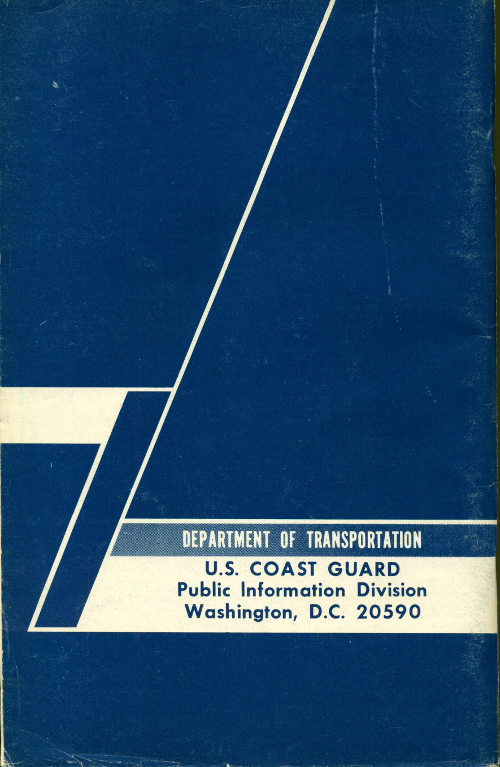 DEPARTMENT OF TRANSPORTATION
U.S. COAST GUARD
Public Information Division
Washington, D.C. 20590